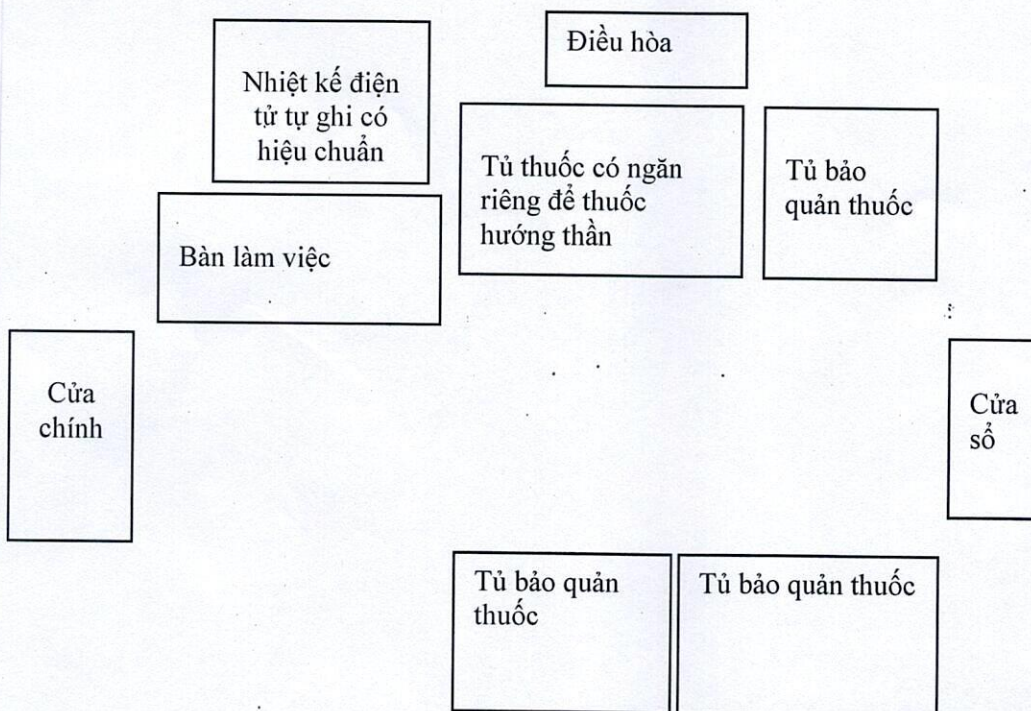 Điều hòa
Nhiệt kế điện
tử tự ghi có
hiệu chuẩn
Tủ thuốc có ngăn
riêng để thuốc
hướng thần
Tủ bảo
quản thuốc
Bàn làm việc
Cửa
chính
Cửa
sổ
Tủ bảo quản
thuốc
Tủ bảo quản thuốc